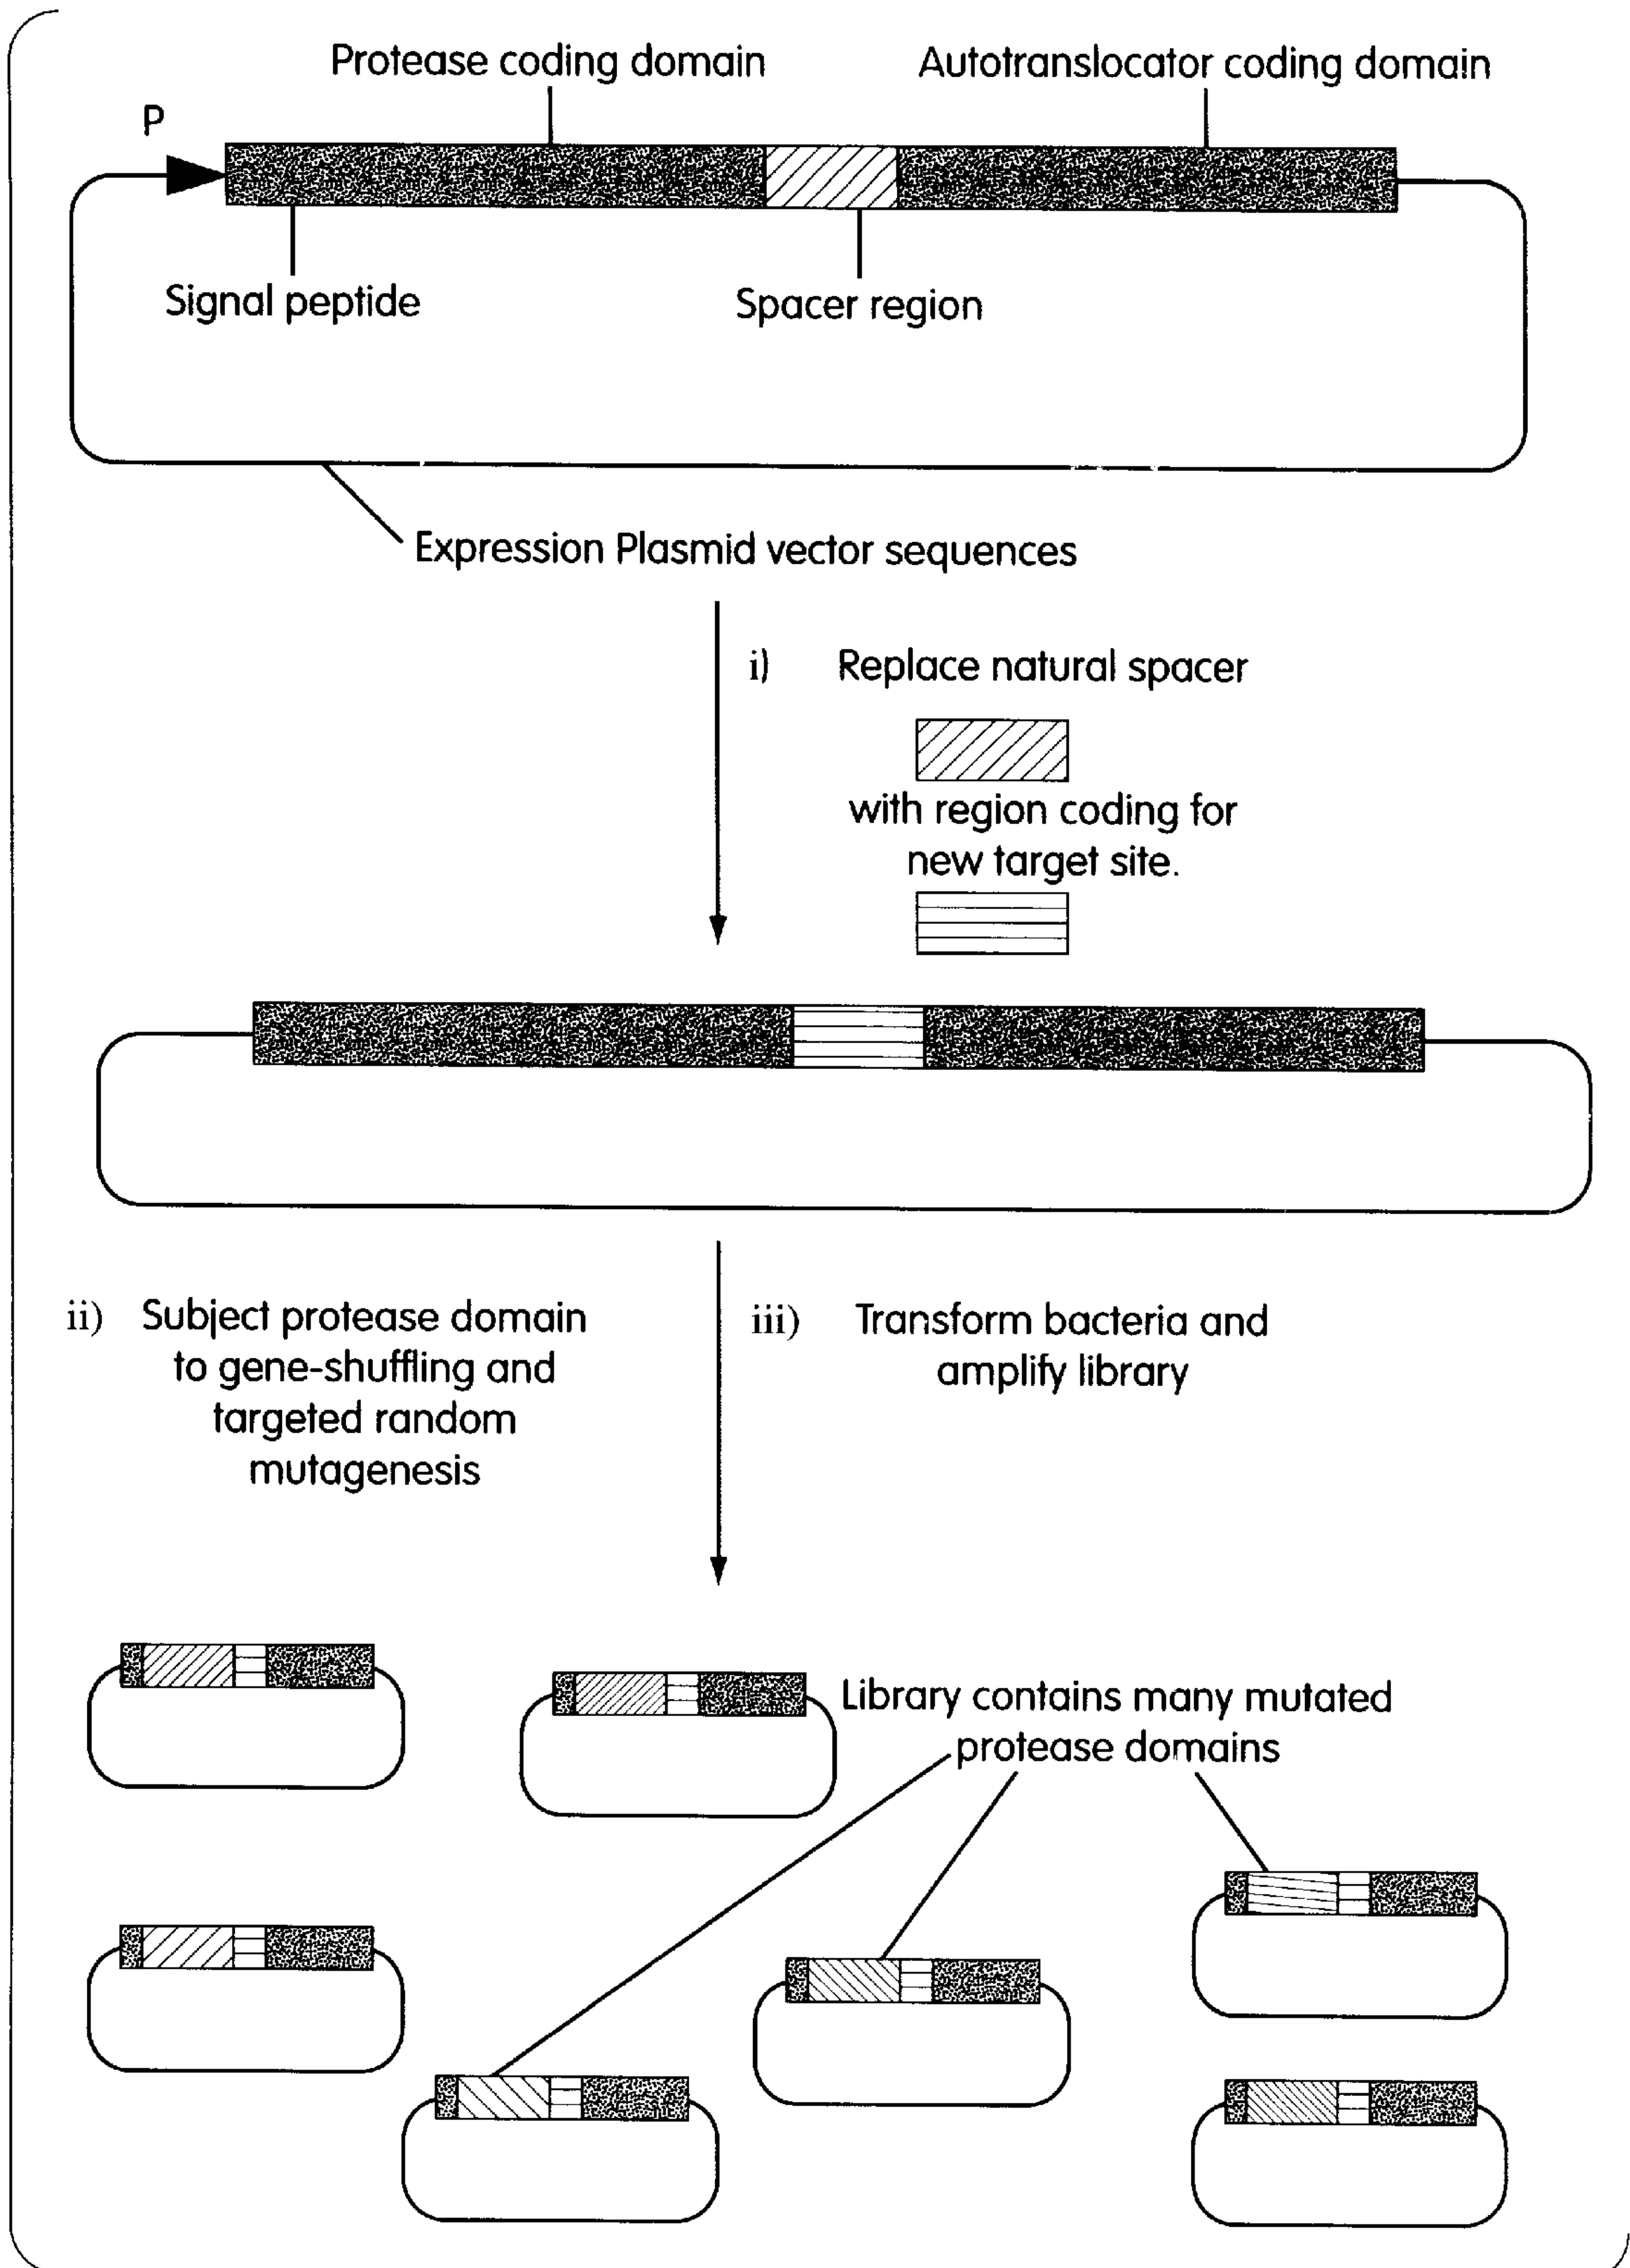 Protease coding domain
Autotranslocator coding domain
P
Signal peptide
Spacer region
Expression Plasmid vector sequences
i) Replace natural spacer
with region coding for
new target site.
ii) Subject protease domain
to gene-shuffling and
targeted random
mutagenesis
iii) Transform bacteria and
amplify library
Library contains many mutated
protease domains